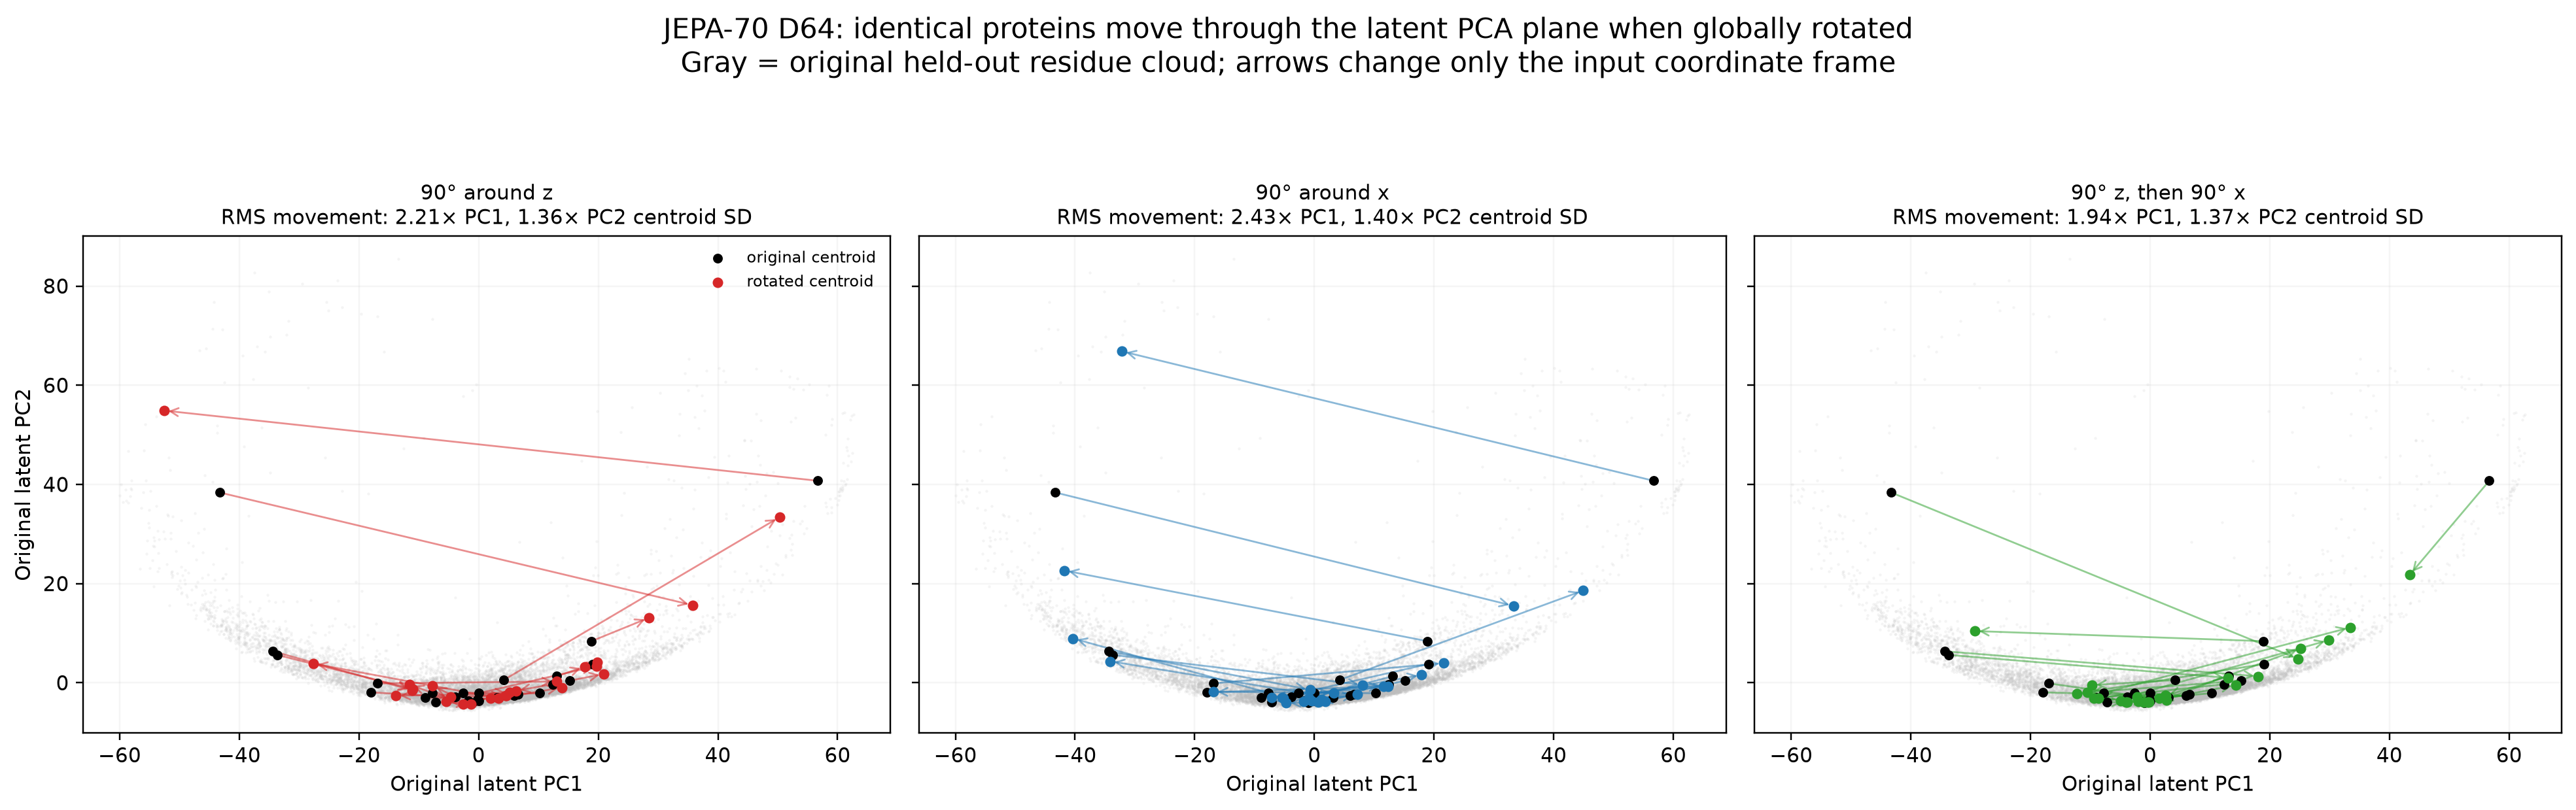 JEPA-70 D64: identical proteins move through the latent PCA plane when globally rotated
Gray = original held-out residue cloud; arrows change only the input coordinate frame
90° around z
RMS movement: 2.21× PC1, 1.36× PC2 centroid SD
original centroid
rotated centroid
80
60
40
20
0
Original latent PC2
−60 −40 −20 0 20 40 60
Original latent PC1
90° around x
RMS movement: 2.43× PC1, 1.40× PC2 centroid SD
−60 −40 −20 0 20 40 60
Original latent PC1
90° z, then 90° x
RMS movement: 1.94× PC1, 1.37× PC2 centroid SD
−60 −40 −20 0 20 40 60
Original latent PC1